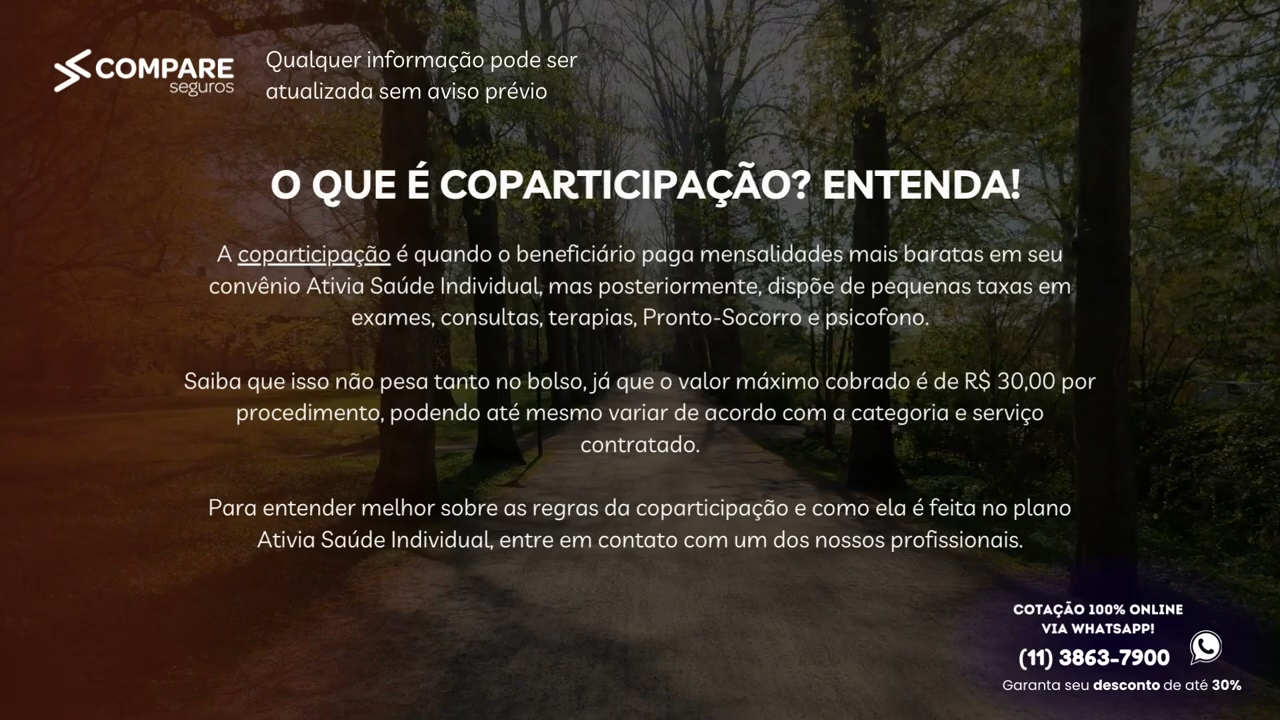 COMPARE
seguros
Qualquer informação pode ser
atualizada sem aviso prévio
O QUE É COPARTICIPAÇÃO? ENTENDA!
A coparticipação é quando o beneficiário paga mensalidades mais baratas em seu
convênio Ativia Saúde Individual, mas posteriormente, dispõe de pequenas taxas em
exames, consultas, terapias, Pronto-Socorro e psicofono.
Saiba que isso não pesa tanto no bolso, já que o valor máximo cobrado é de R$ 30,00 por
procedimento, podendo até mesmo variar de acordo com a categoria e serviço
contratado.
Para entender melhor sobre as regras da coparticipação e como ela é feita no plano
Ativia Saúde Individual, entre em contato com um dos nossos profissionais.
COTAÇÃO 100% ONLINE
VIA WHATSAPP!
(11) 3863-7900
Garanta seu desconto de até 30%